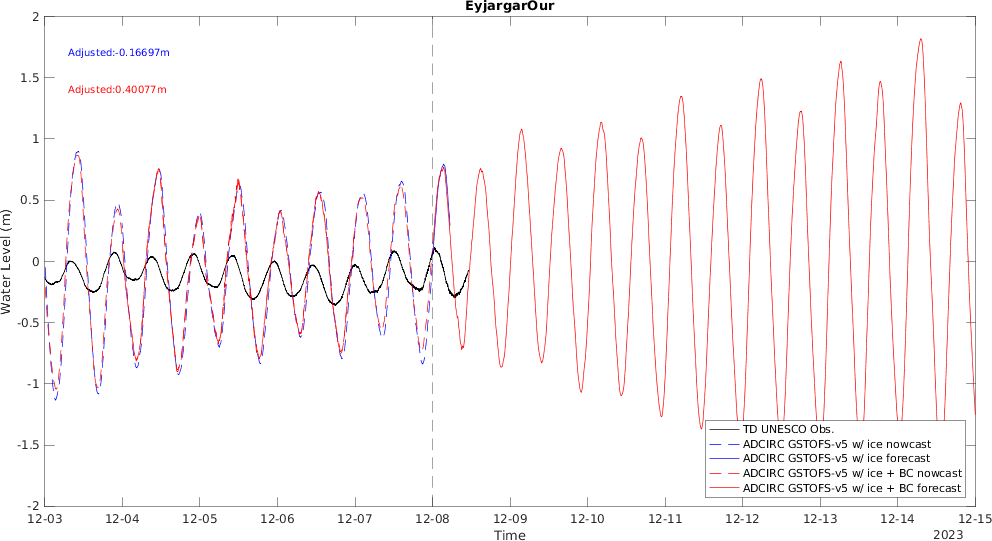 EyjargarOur
2
1.5
1
0.5
0
-0.5
-1
-1.5
-2
Water Level (m)
Adjusted:-0.16697m
Adjusted:0.40077m
TD UNESCO Obs.
ADCIRC GSTOFS-v5 w/ ice nowcast
ADCIRC GSTOFS-v5 w/ ice forecast
ADCIRC GSTOFS-v5 w/ ice + BC nowcast
ADCIRC GSTOFS-v5 w/ ice + BC forecast
12-03 12-04 12-05 12-06 12-07 12-08 12-09 12-10 12-11 12-12 12-13 12-14 12-15
Time
2023